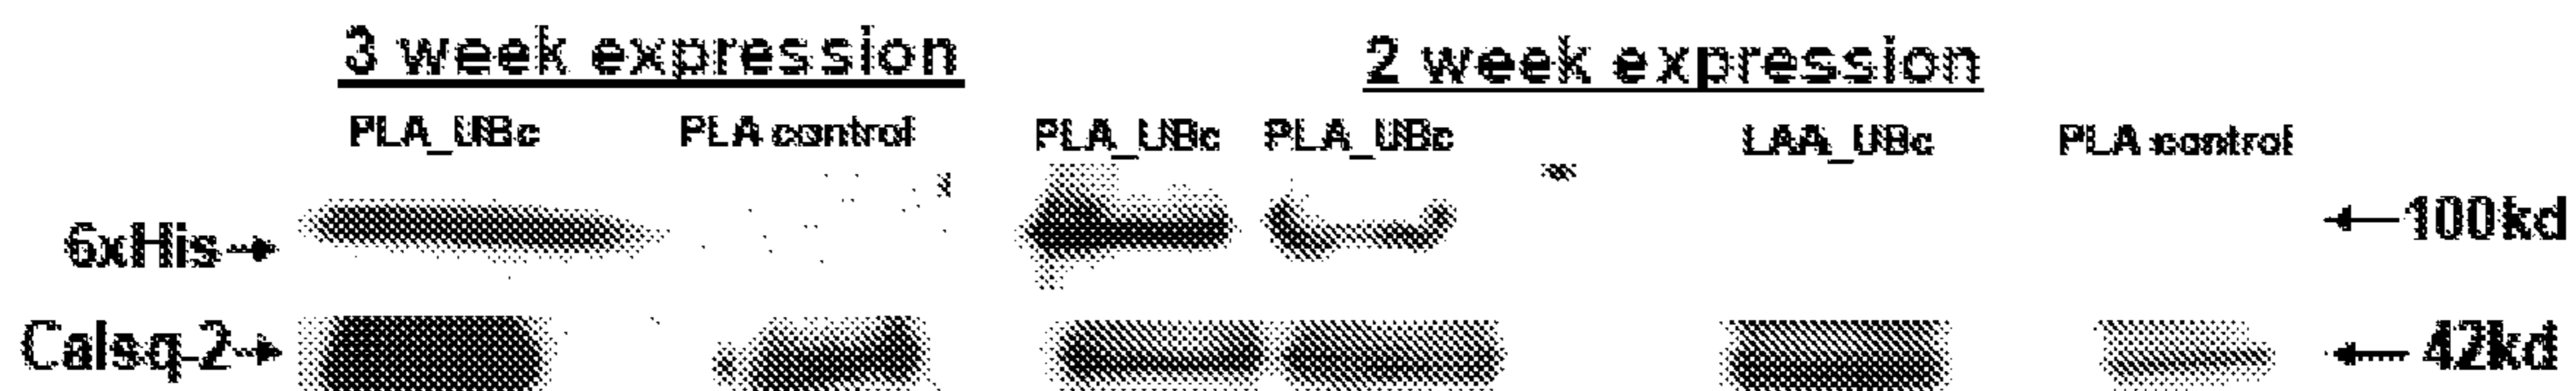 3 week expression 2 week expression
PLA_UBc PLA control PLA_UBc PLA_UBc LAA_UBc PLA control
6xHis 100kd
Calsq-2 42kd